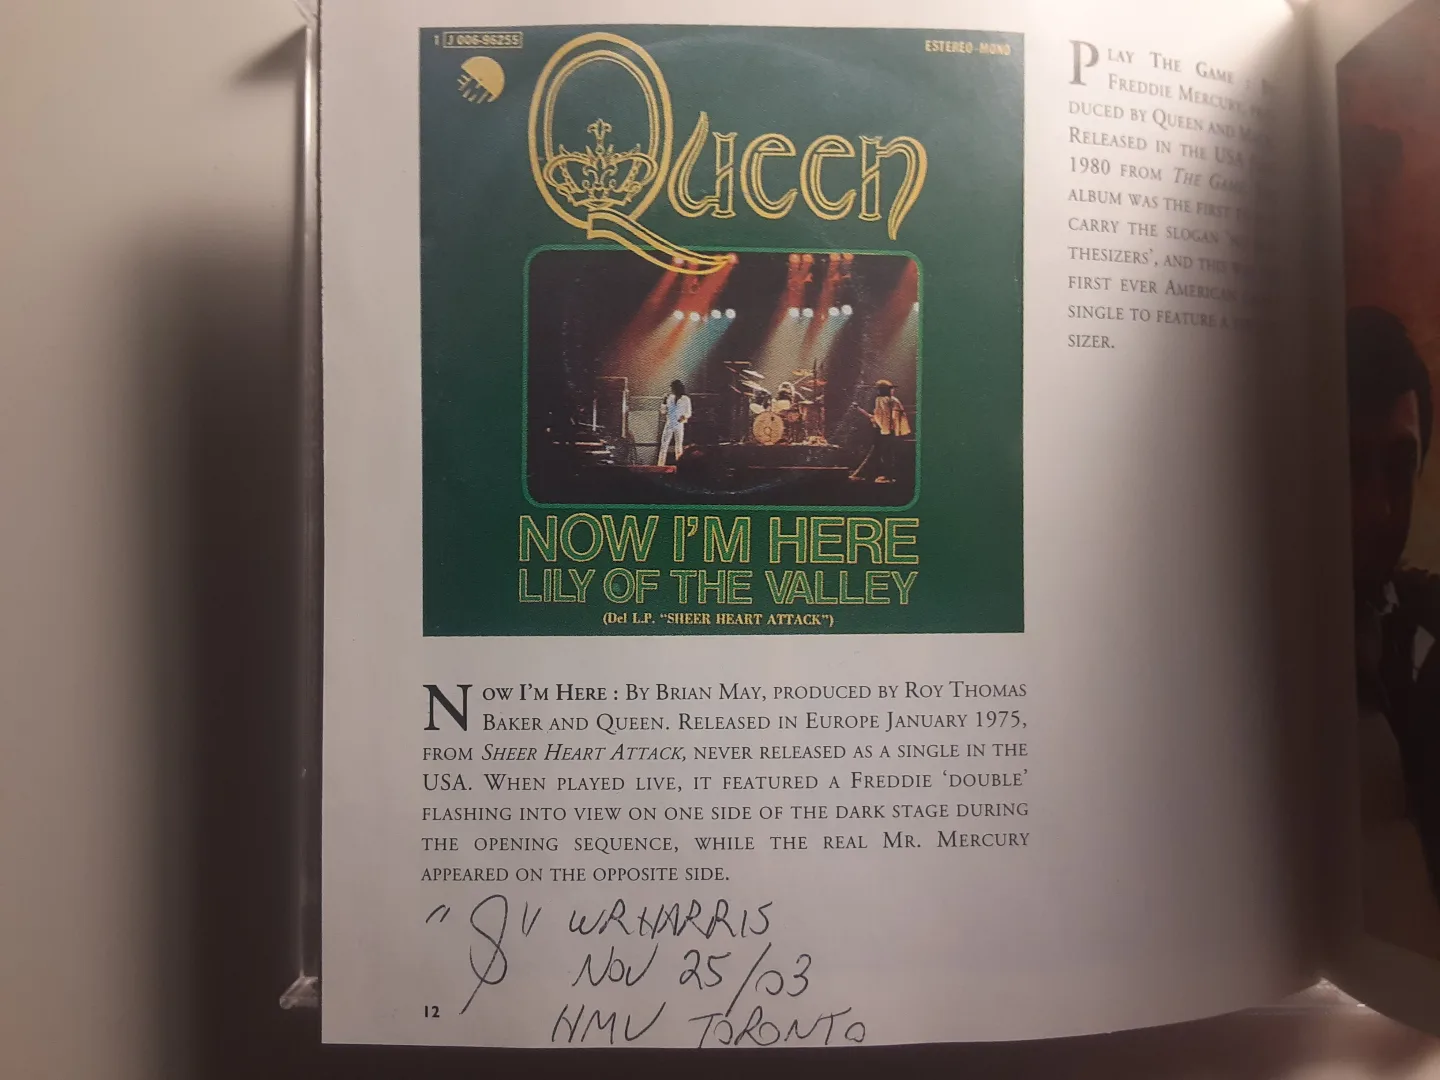 1 J 006-96255
ESTEREO-MONO
EMI
Queen
NOW I'M HERE
LILY OF THE VALLEY
(Del L.P. "SHEER HEART ATTACK")
NOW I'M HERE : BY BRIAN MAY, PRODUCED BY ROY THOMAS
BAKER AND QUEEN. RELEASED IN EUROPE JANUARY 1975,
FROM SHEER HEART ATTACK, NEVER RELEASED AS A SINGLE IN THE
USA. WHEN PLAYED LIVE, IT FEATURED A FREDDIE 'DOUBLE'
FLASHING INTO VIEW ON ONE SIDE OF THE DARK STAGE DURING
THE OPENING SEQUENCE, WHILE THE REAL MR. MERCURY
APPEARED ON THE OPPOSITE SIDE.
"8" WRHARRIS
NOV 25/03
HMV TORONTO
12
PLAY THE GAME :
FREDDIE MERCURY,
DUCED BY QUEEN AND
RELEASED IN THE USA
1980 FROM THE GAME
ALBUM WAS THE FIRST
CARRY THE SLOGAN
THESIZERS', AND THIS
FIRST EVER AMERICAN
SINGLE TO FEATURE A
SIZER.